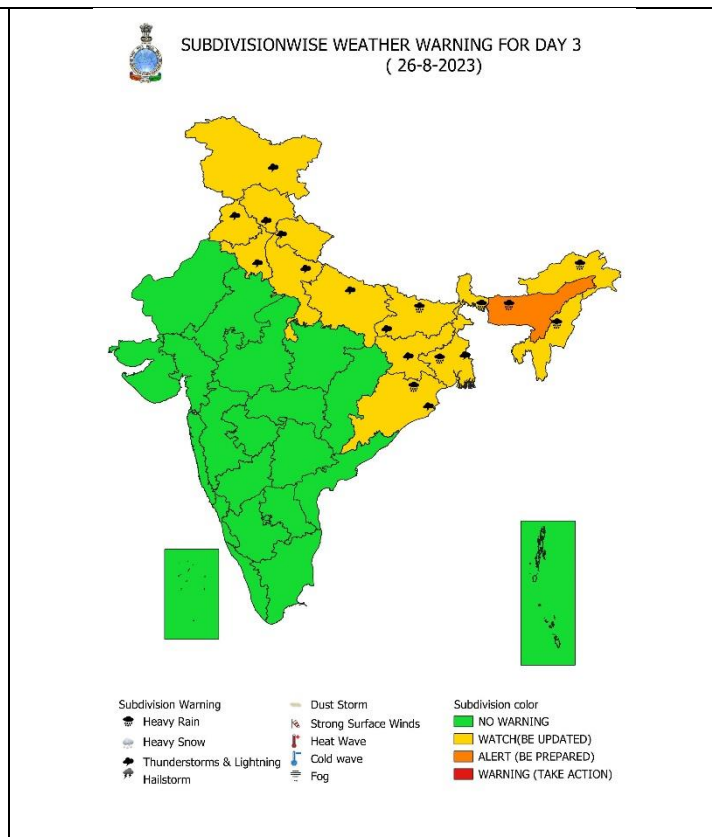 SUBDIVISIONWISE WEATHER WARNING FOR DAY 3
( 26-8-2023)
Subdivision Warning
Heavy Rain
Heavy Snow
Thunderstorms & Lightning
Hailstorm
Dust Storm
Strong Surface Winds
Heat Wave
Cold wave
Fog
Subdivision color
NO WARNING
WATCH(BE UPDATED)
ALERT (BE PREPARED)
WARNING (TAKE ACTION)